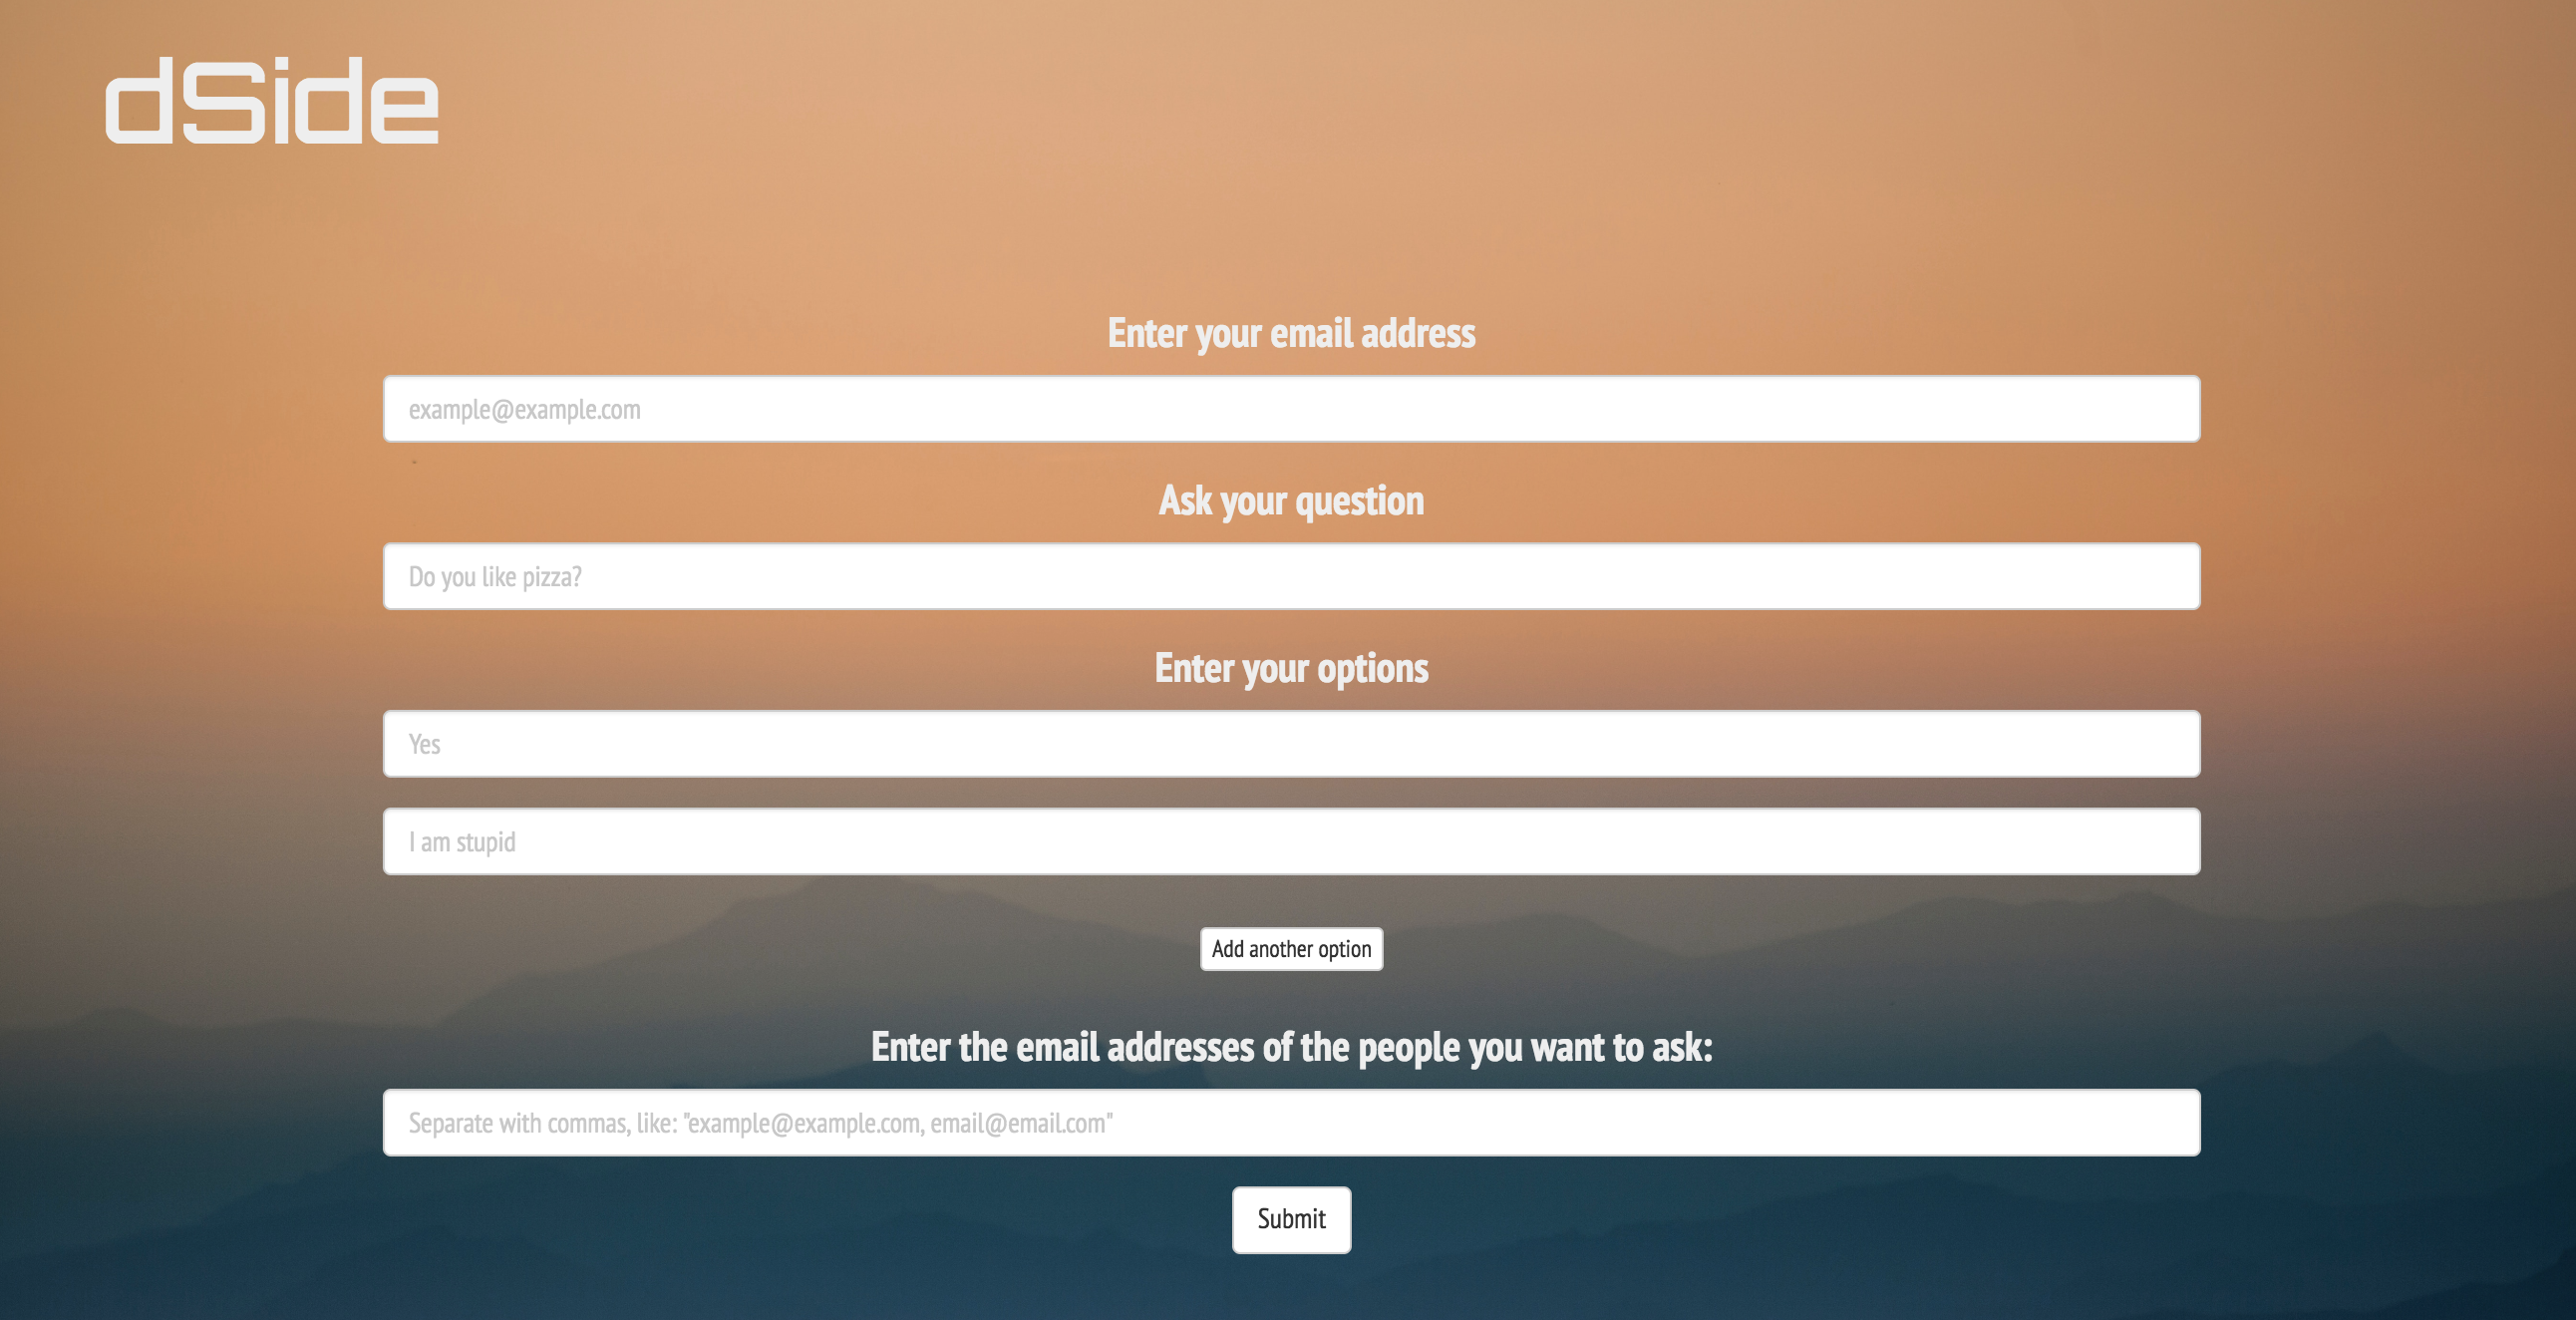 dSide
Enter your email address
example@example.com
Ask your question
Do you like pizza?
Enter your options
Yes
I am stupid
Add another option
Enter the email addresses of the people you want to ask:
Separate with commas, like: "example@example.com, email@email.com"
Submit